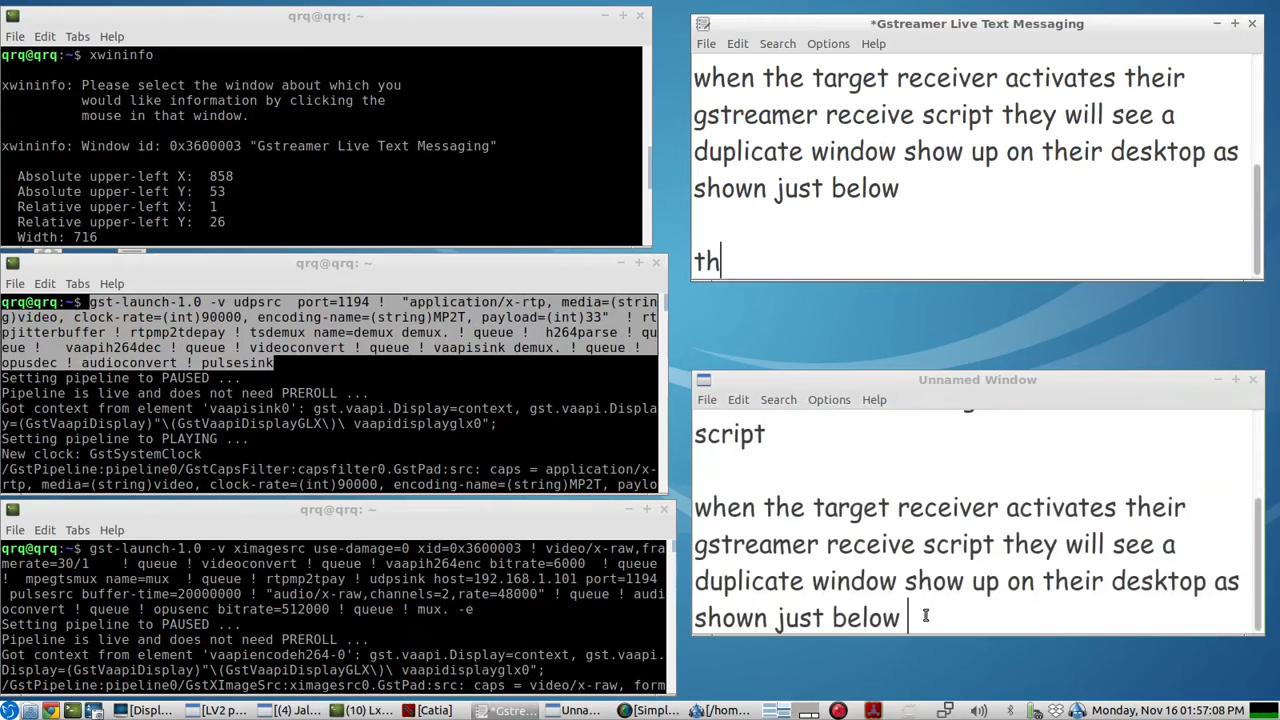 qrq@qrq: ~
File Edit Tabs Help
qrq@qrq:~$ xwininfo
xwininfo: Please select the window about which you
would like information by clicking the
mouse in that window.
xwininfo: Window id: 0x3600003 "Gstreamer Live Text Messaging"
Absolute upper-left X: 858
Absolute upper-left Y: 53
Relative upper-left X: 1
Relative upper-left Y: 26
Width: 716
qrq@qrq: ~
File Edit Tabs Help
qrq@qrq:~$ gst-launch-1.0 -v udpsrc port=1194 ! "application/x-rtp, media=(strin
g)video, clock-rate=(int)90000, encoding-name=(string)MP2T, payload=(int)33" ! rt
pjitterbuffer ! rtpmp2tdepay ! tsdemux name=demux demux. ! queue ! h264parse ! qu
eue ! vaapih264dec ! queue ! videoconvert ! queue ! vaapisink demux. ! queue !
opusdec ! audioconvert ! pulsesink
Setting pipeline to PAUSED ...
Pipeline is live and does not need PREROLL ...
Got context from element 'vaapisink0': gst.vaapi.Display=context, gst.vaapi.Displa
y=(GstVaapiDisplay)"\(GstVaapiDisplayGLX\)\ vaapidisplayglx0";
Setting pipeline to PLAYING ...
New clock: GstSystemClock
/GstPipeline:pipeline0/GstCapsFilter:capsfilter0.GstPad:src: caps = application/x-
rtp, media=(string)video, clock-rate=(int)90000, encoding-name=(string)MP2T, paylo
qrq@qrq: ~
File Edit Tabs Help
qrq@qrq:~$ gst-launch-1.0 -v ximagesrc use-damage=0 xid=0x3600003 ! video/x-raw,fra
merate=30/1 ! queue ! videoconvert ! vaapih264enc bitrate=6000 ! queue
! mpegtsmux name=mux ! queue ! rtpmp2tpay ! udpsink host=192.168.1.101 port=1194
pulsesrc buffer-time=20000000 ! "audio/x-raw,channels=2,rate=48000" ! queue ! audi
oconvert ! opusenc bitrate=512000 ! queue ! mux. -e
Setting pipeline to PAUSED ...
Pipeline is live and does not need PREROLL ...
Got context from element 'vaapiencodeh264-0': gst.vaapi.Display=context, gst.vaapi.
Display=(GstVaapiDisplay)"\(GstVaapiDisplayGLX\)\ vaapidisplayglx0";
/GstPipeline:pipeline0/GstXImageSrc:ximagesrc0.GstPad:src: caps = video/x-raw, form
*Gstreamer Live Text Messaging
File Edit Search Options Help
when the target receiver activates their
gstreamer receive script they will see a
duplicate window show up on their desktop as
shown just below
th
Unnamed Window
File Edit Search Options Help
script
when the target receiver activates their
gstreamer receive script they will see a
duplicate window show up on their desktop as
shown just below
[Displ... [LV2 p... [(4) Jal... (10) Lx... [Catia] *Gstre... Unna... [Simpl... [/hom... Mon, Nov 16, 01:57:08 PM